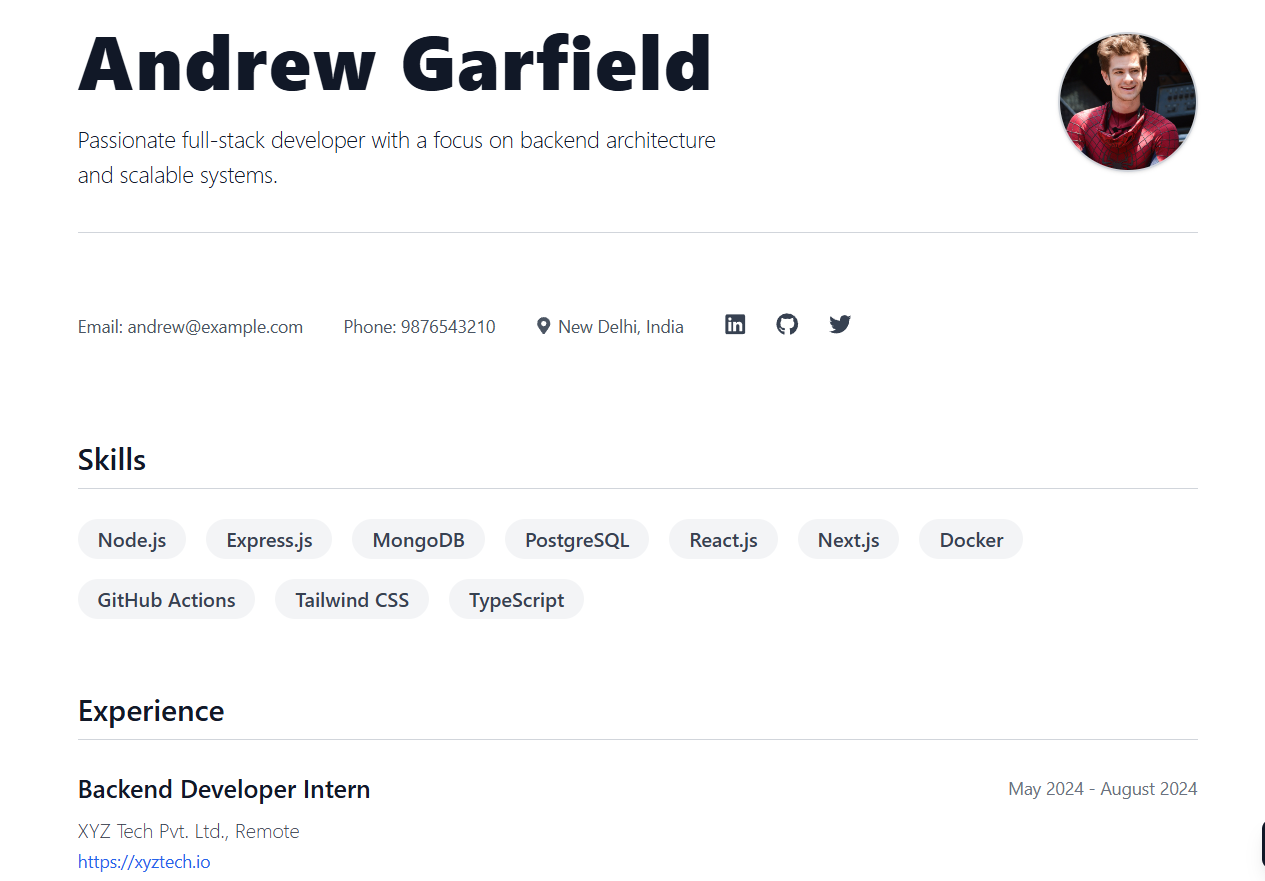 Andrew Garfield
Passionate full-stack developer with a focus on backend architecture
and scalable systems.
Email: andrew@example.com Phone: 9876543210 New Delhi, India
Skills
Node.js Express.js MongoDB PostgreSQL React.js Next.js Docker
GitHub Actions Tailwind CSS TypeScript
Experience
Backend Developer Intern May 2024 - August 2024
XYZ Tech Pvt. Ltd., Remote
https://xyztech.io